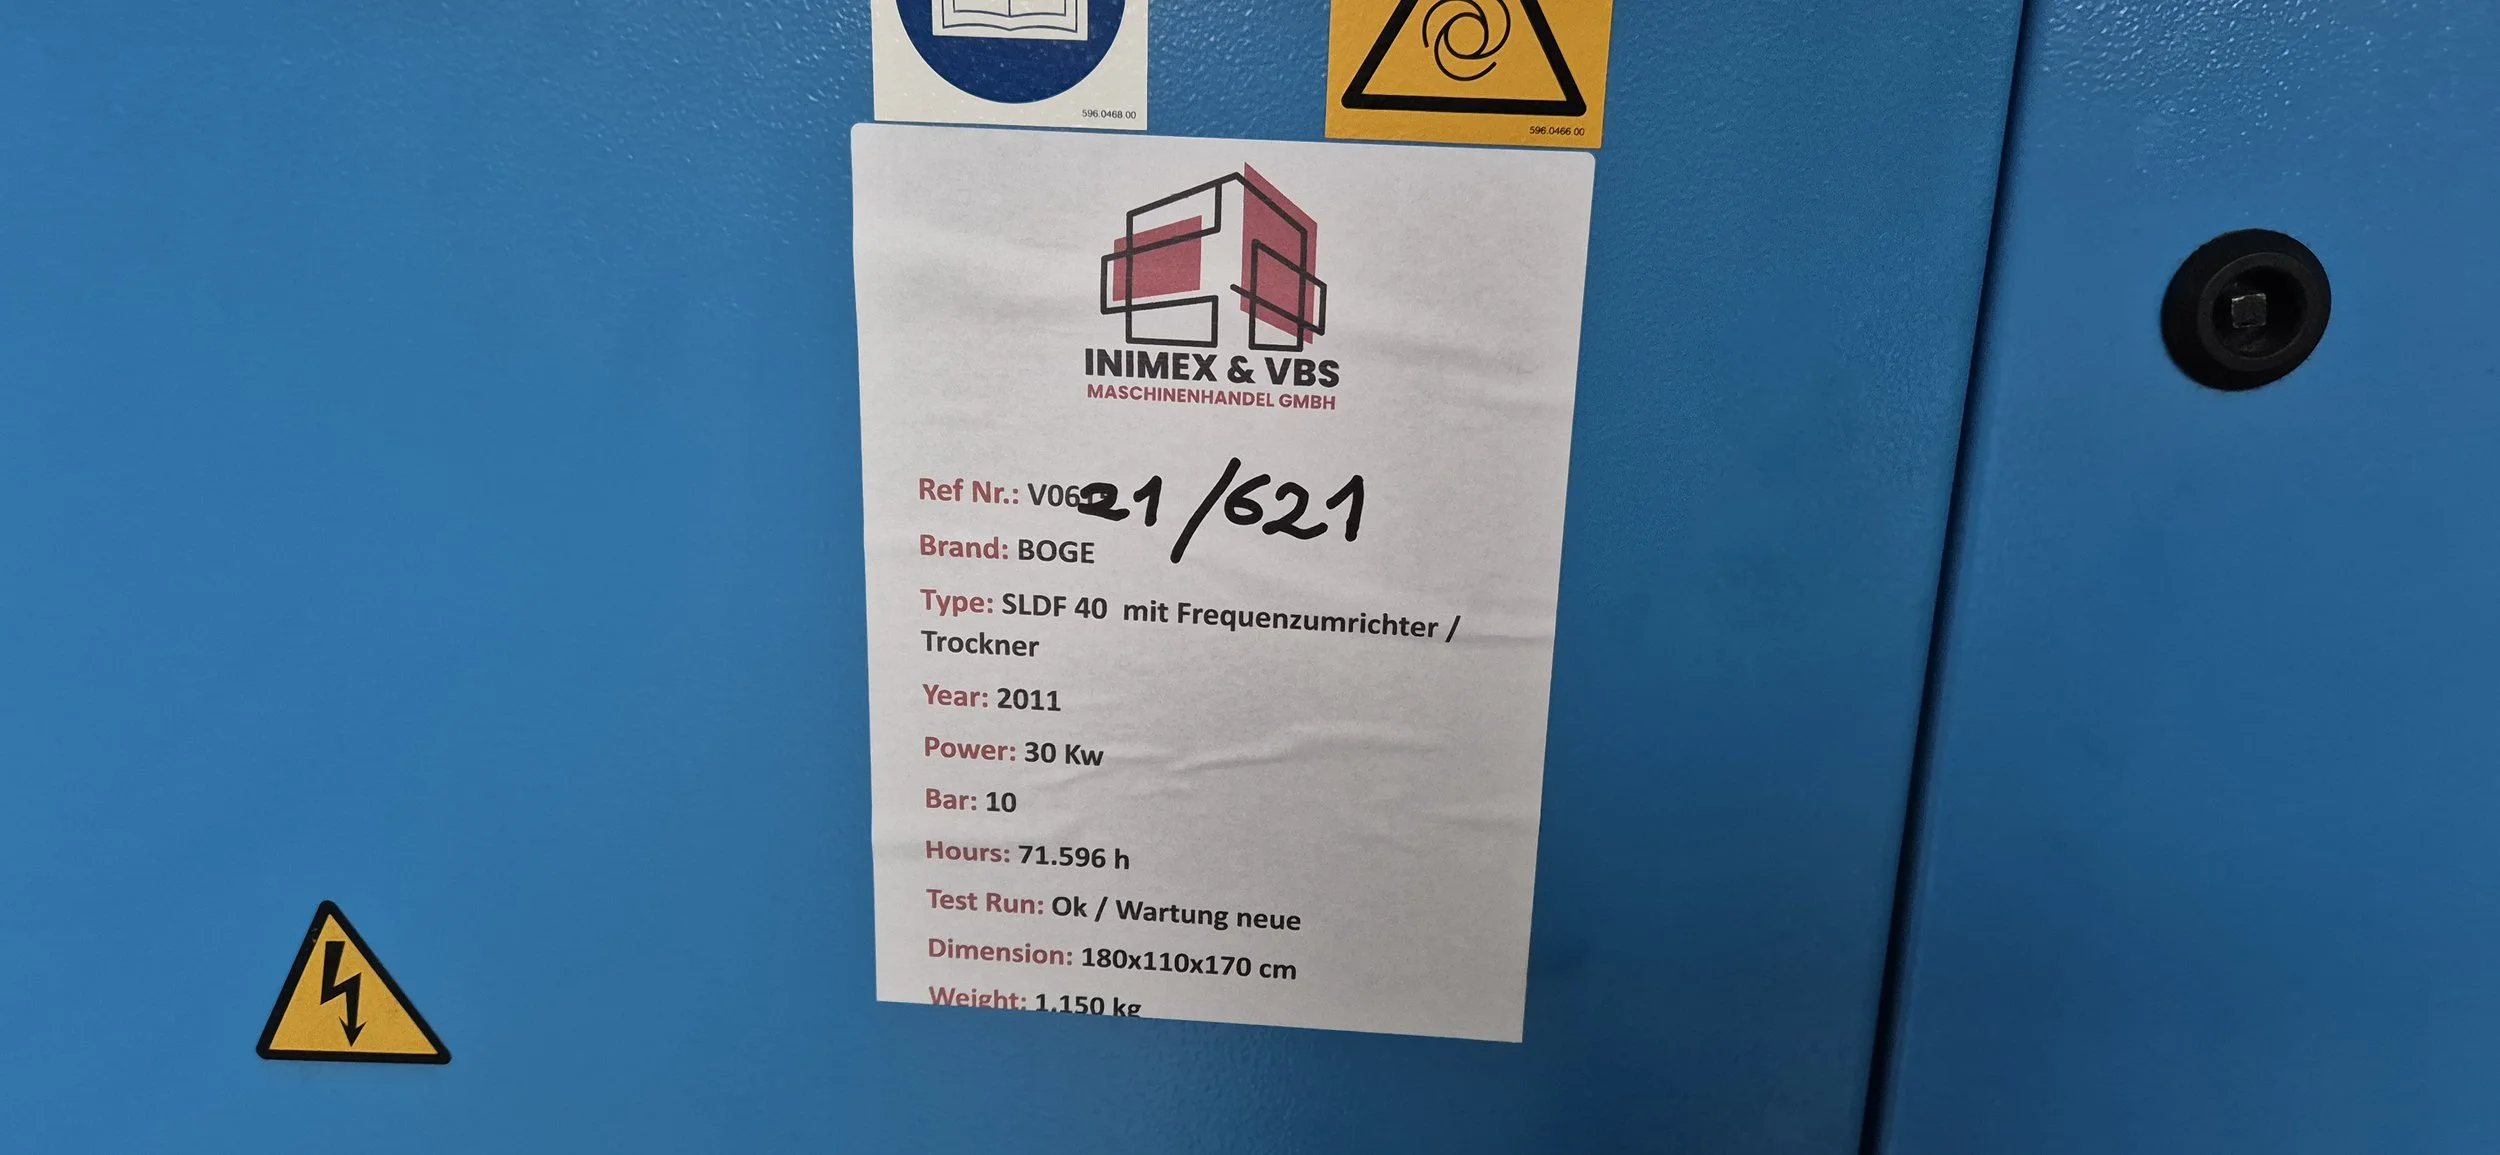 596.0468.00
596.0466.00
INIMEX & VBS
MASCHINENHANDEL GMBH
Ref Nr.: V0621 /621
Brand: BOGE
Type: SLDF 40 mit Frequenzumrichter /
Trockner
Year: 2011
Power: 30 Kw
Bar: 10
Hours: 71.596 h
Test Run: Ok / Wartung neue
Dimension: 180x110x170 cm
Weight: 1.150 kg